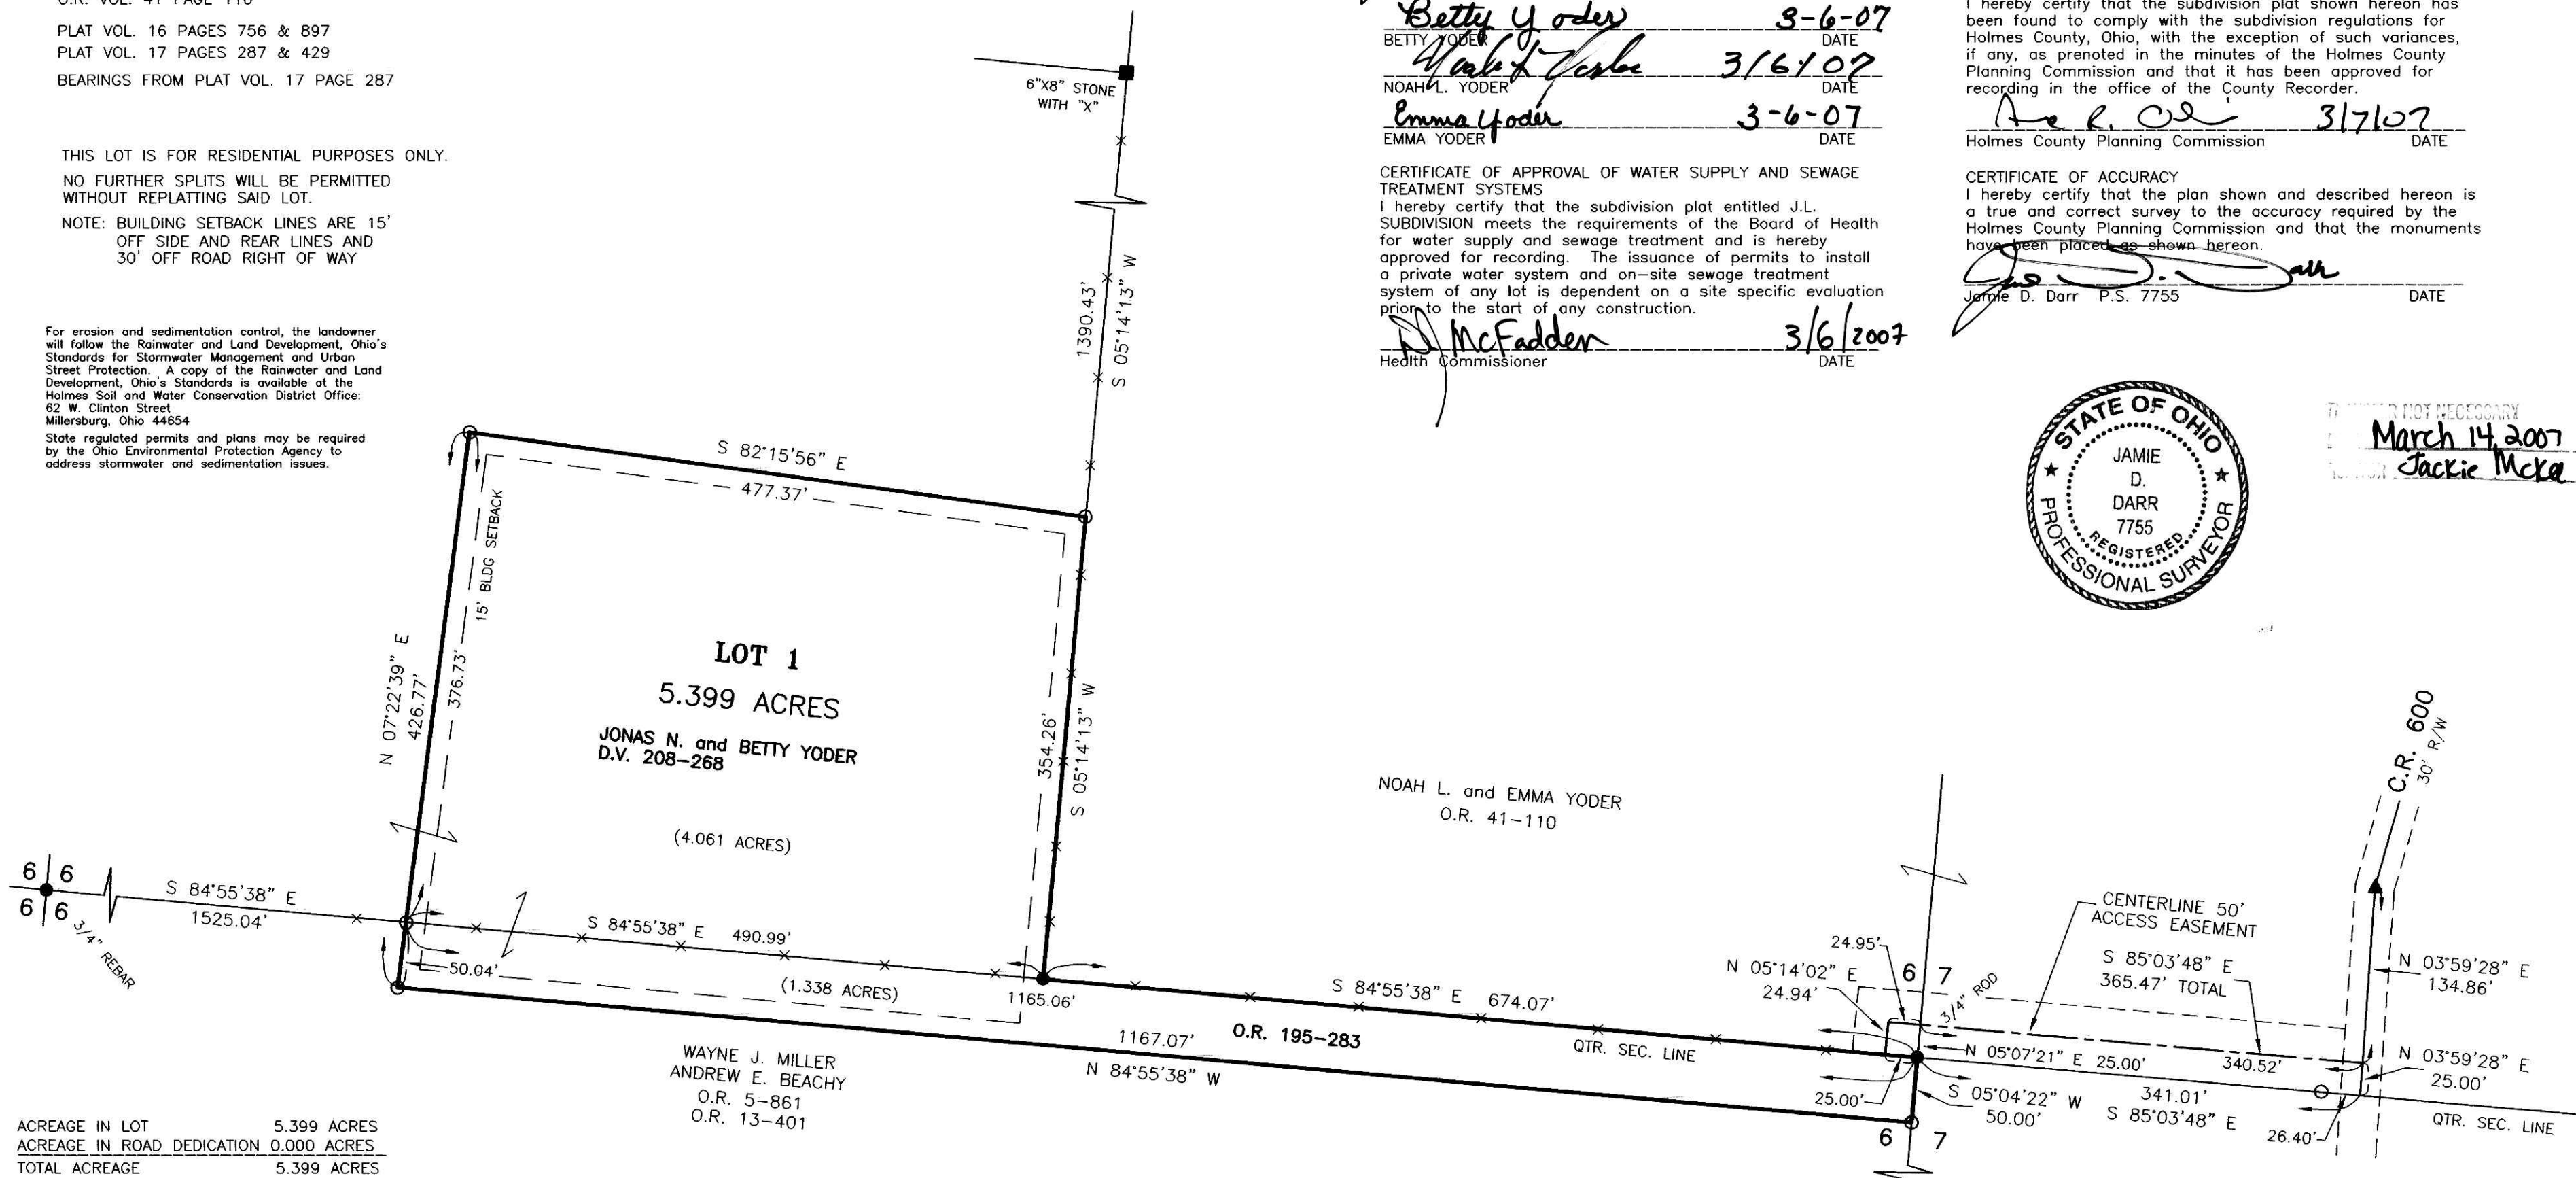 O.R. VOL. 41 PAGE 110
PLAT VOL. 16 PAGES 756 & 897
PLAT VOL. 17 PAGES 287 & 429
BEARINGS FROM PLAT VOL. 17 PAGE 287
THIS LOT IS FOR RESIDENTIAL PURPOSES ONLY.
NO FURTHER SPLITS WILL BE PERMITTED
WITHOUT REPLATTING SAID LOT.
NOTE: BUILDING SETBACK LINES ARE 15'
OFF SIDE AND REAR LINES AND
30' OFF ROAD RIGHT OF WAY
For erosion and sedimentation control, the landowner
will follow the Rainwater and Land Development, Ohio's
Standards for Stormwater Management and Urban
Street Protection. A copy of the Rainwater and Land
Development, Ohio's Standards is available at the
Holmes Soil and Water Conservation District Office:
62 W. Clinton Street
Millersburg, Ohio 44654
State regulated permits and plans may be required
by the Ohio Environmental Protection Agency to
address stormwater and sedimentation issues.
6"X8" STONE
WITH "X"
1390.43'
S 05°14'13" W
Betty Yoder 3-6-07
BETTY YODER DATE
3/6/07
NOAH L. YODER DATE
Emma Yoder 3-6-07
EMMA YODER DATE
CERTIFICATE OF APPROVAL OF WATER SUPPLY AND SEWAGE
TREATMENT SYSTEMS
I hereby certify that the subdivision plat entitled J.L.
SUBDIVISION meets the requirements of the Board of Health
for water supply and sewage treatment and is hereby
approved for recording. The issuance of permits to install
a private water system and on-site sewage treatment
system of any lot is dependent on a site specific evaluation
prior to the start of any construction.
McFadden 3/6/2007
Health Commissioner DATE
I hereby certify that the subdivision plat shown hereon has
been found to comply with the subdivision regulations for
Holmes County, Ohio, with the exception of such variances,
if any, as prenoted in the minutes of the Holmes County
Planning Commission and that it has been approved for
recording in the office of the County Recorder.
3/7/07
Holmes County Planning Commission DATE
CERTIFICATE OF ACCURACY
I hereby certify that the plan shown and described hereon is
a true and correct survey to the accuracy required by the
Holmes County Planning Commission and that the monuments
have been placed as shown hereon.
Jamie D. Darr P.S. 7755 DATE
STATE OF OHIO
JAMIE
D.
DARR
7755
REGISTERED
PROFESSIONAL SURVEYOR
NOT NECESSARY
March 14, 2007
Jackie
S 82°15'56" E
477.37'
15' BLDG SETBACK
N 07°22'39" E
426.77'
376.73'
LOT 1
5.399 ACRES
JONAS N. and BETTY YODER
D.V. 208-268
(4.061 ACRES)
354.26'
S 05°14'13" W
NOAH L. and EMMA YODER
O.R. 41-110
C.R. 600
30' R/W
6 6
6 6
3/4" REBAR
S 84°55'38" E
1525.04'
S 84°55'38" E 490.99'
50.04'
(1.338 ACRES)
1165.06'
S 84°55'38" E 674.07'
1167.07'
O.R. 195-283
N 84°55'38" W
QTR. SEC. LINE
WAYNE J. MILLER
ANDREW E. BEACHY
O.R. 5-861
O.R. 13-401
24.95'
N 05°14'02" E
24.94'
6 7
3/4" ROD
CENTERLINE 50'
ACCESS EASEMENT
S 85°03'48" E
365.47' TOTAL
N 03°59'28" E
134.86'
N 05°07'21" E 25.00'
340.52'
N 03°59'28" E
25.00'
25.00'
S 05°04'22" W
50.00'
341.01'
S 85°03'48" E
26.40'
QTR. SEC. LINE
6 7
ACREAGE IN LOT 5.399 ACRES
ACREAGE IN ROAD DEDICATION 0.000 ACRES
TOTAL ACREAGE 5.399 ACRES